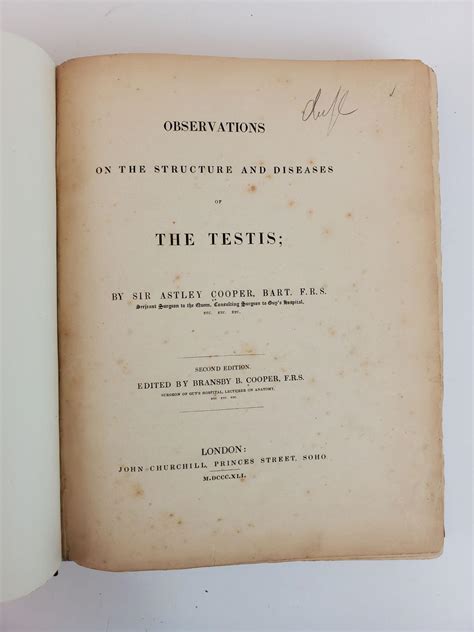 OBSERVATIONS
ON THE STRUCTURE AND DISEASES
OF
THE TESTIS;
BY SIR ASTLEY COOPER, BART. F.R.S.
Serjeant Surgeon to the Queen, Consulting Surgeon to Guy's Hospital,
ETC. ETC. ETC.
SECOND EDITION.
EDITED BY BRANSBY B. COOPER, F.R.S.
SURGEON OF GUY'S HOSPITAL, LECTURER ON ANATOMY,
ETC. ETC. ETC.
LONDON:
JOHN CHURCHILL, PRINCES STREET, SOHO
M.DCCC.XLI.